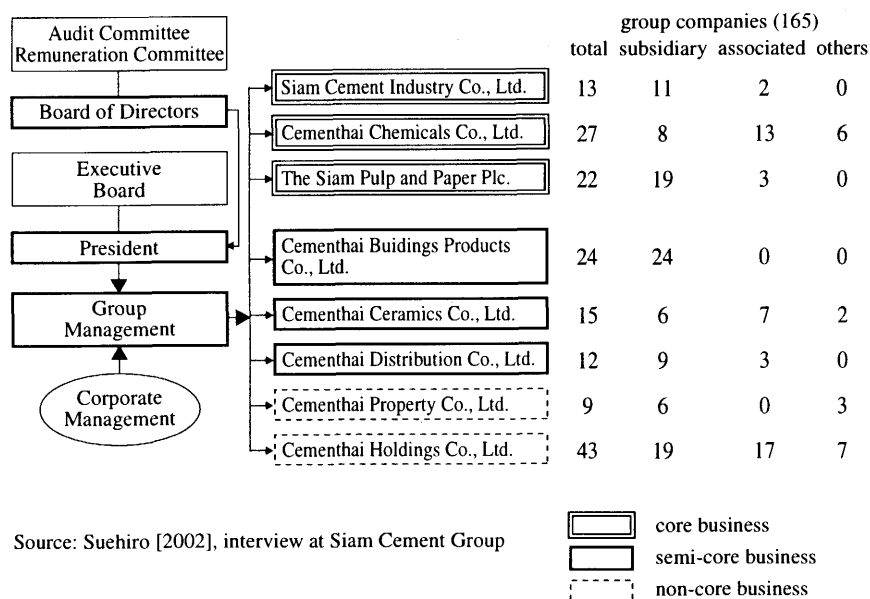 group companies (165)
total subsidiary associated others
Audit Committee
Remuneration Committee
Board of Directors
Executive
Board
President
Group
Management
Corporate
Management
Siam Cement Industry Co., Ltd. 13 11 2 0
Cementhai Chemicals Co., Ltd. 27 8 13 6
The Siam Pulp and Paper Plc. 22 19 3 0
Cementhai Buidings Products
Co., Ltd. 24 24 0 0
Cementhai Ceramics Co., Ltd. 15 6 7 2
Cementhai Distribution Co., Ltd. 12 9 3 0
Cementhai Property Co., Ltd. 9 6 0 3
Cementhai Holdings Co., Ltd. 43 19 17 7
Source: Suehiro [2002], interview at Siam Cement Group
core business
semi-core business
non-core business